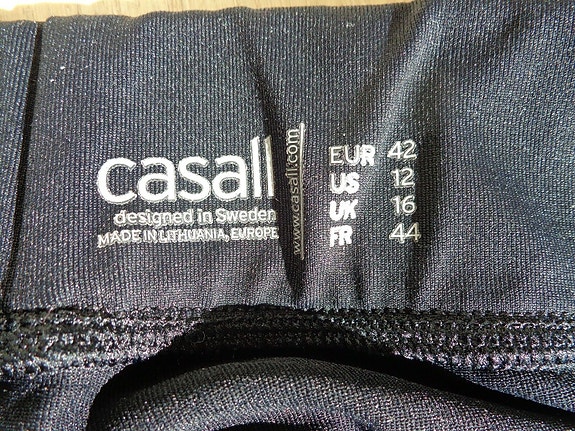 casall
designed in Sweden
MADE IN LITHUANIA, EUROPE
www.casall.com
EUR 42
US 12
UK 16
FR 44